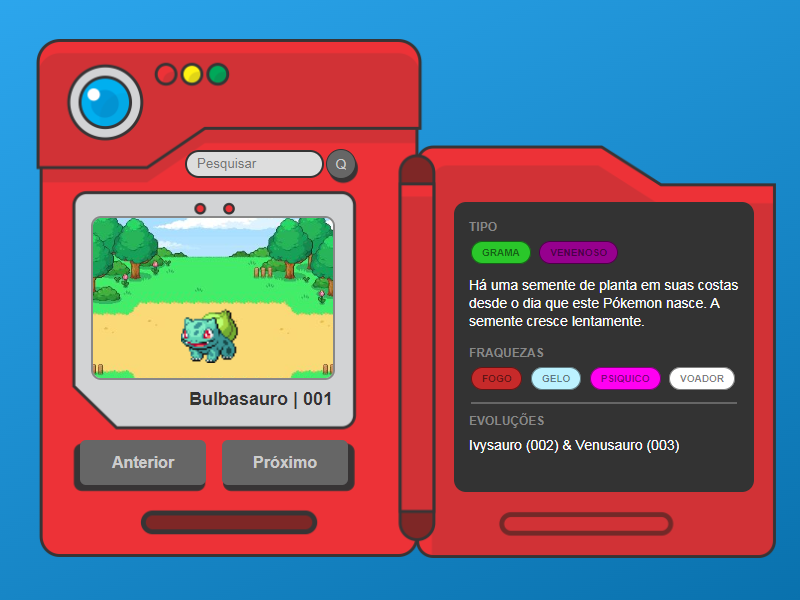 Pesquisar Q
Bulbasauro | 001
Anterior Próximo
TIPO
GRAMA VENENOSO
Há uma semente de planta em suas costas
desde o dia que este Pókemon nasce. A
semente cresce lentamente.
FRAQUEZAS
FOGO GELO PSIQUICO VOADOR
EVOLUÇÕES
Ivysauro (002) & Venusauro (003)